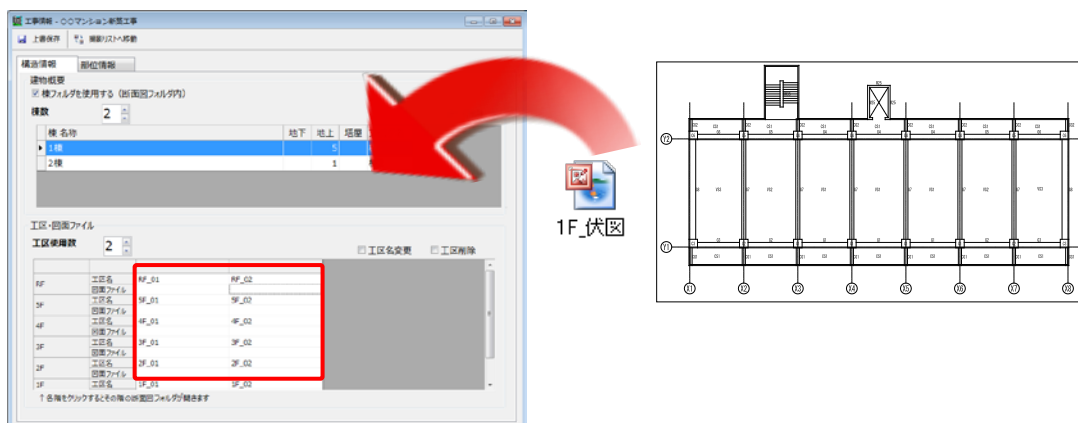 工事情報 - ○○マンション新築工事
上書保存
構造情報 部位情報
建物概要
棟フォルダを使用する (断面図フォルダ内)
棟数 2
棟 名称 地下 地上 塔屋
1棟 5
2棟 1
工区・図面ファイル
工区使用数 2 工区名変更 工区削除
RF 工区名 RF_01 RF_02
図面ファイル
5F 工区名 5F_01 5F_02
図面ファイル
4F 工区名 4F_01 4F_02
図面ファイル
3F 工区名 3F_01 3F_02
図面ファイル
2F 工区名 2F_01 2F_02
図面ファイル
1F 工区名 1F_01 1F_02
↑各階をクリックするとその階の断面図フォルダが開きます
1F_伏図
Y2
Y1
X1 X2 X3 X4 X5 X6 X7 X8